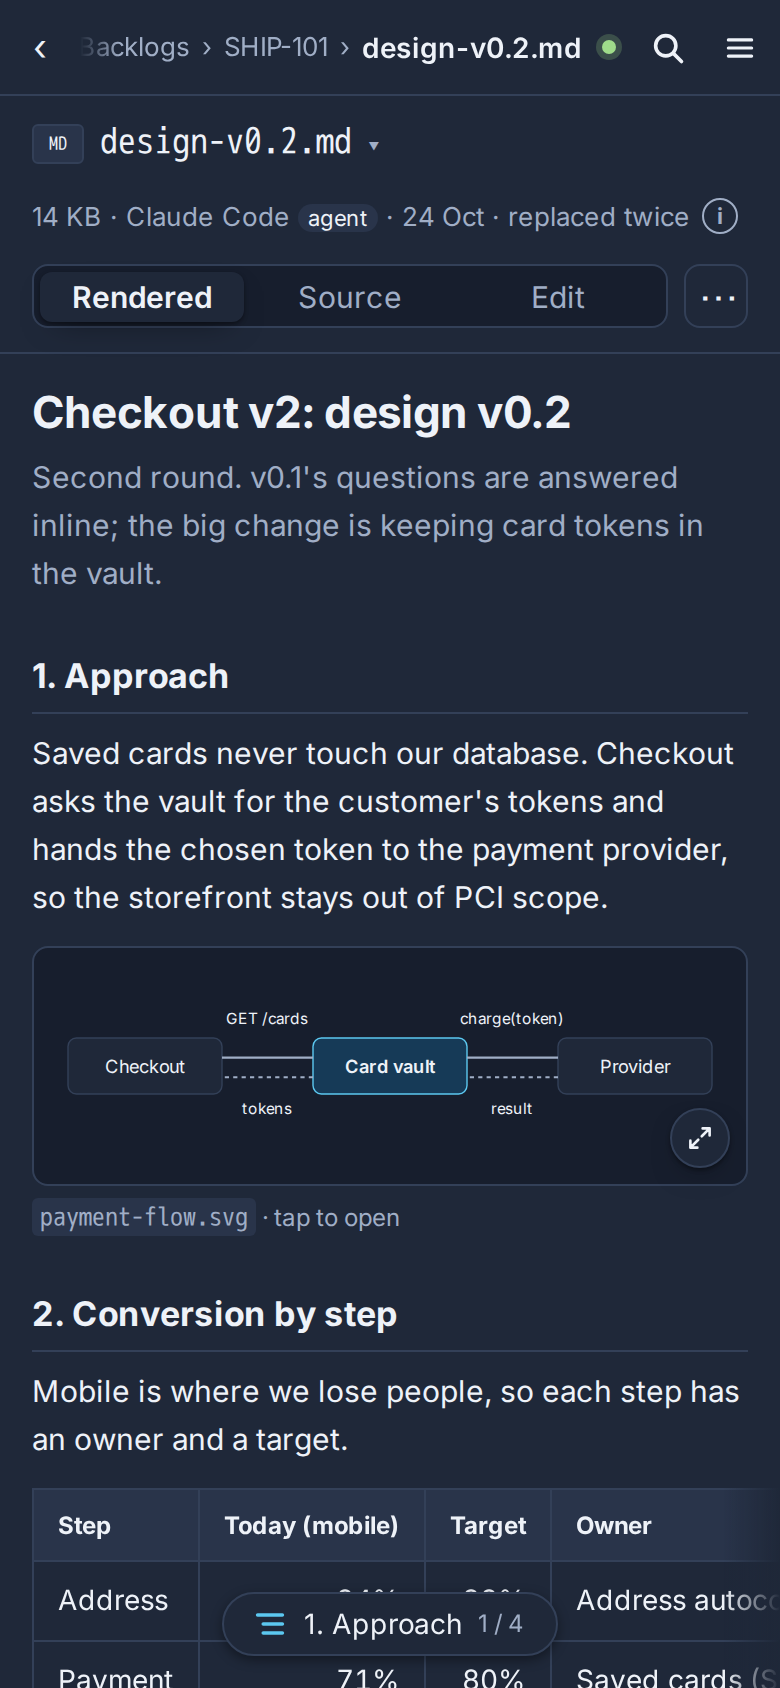 Backlogs › SHIP-101 › design-v0.2.md
MD design-v0.2.md
14 KB · Claude Code agent · 24 Oct · replaced twice i
Rendered Source Edit ...
Checkout v2: design v0.2
Second round. v0.1's questions are answered
inline; the big change is keeping card tokens in
the vault.
1. Approach
Saved cards never touch our database. Checkout
asks the vault for the customer's tokens and
hands the chosen token to the payment provider,
so the storefront stays out of PCI scope.
GET /cards charge(token)
Checkout Card vault Provider
tokens result
payment-flow.svg · tap to open
2. Conversion by step
Mobile is where we lose people, so each step has
an owner and a target.
Step Today (mobile) Target Owner
Address Address
1. Approach 1 / 4
Payment 71% 80% Saved cards